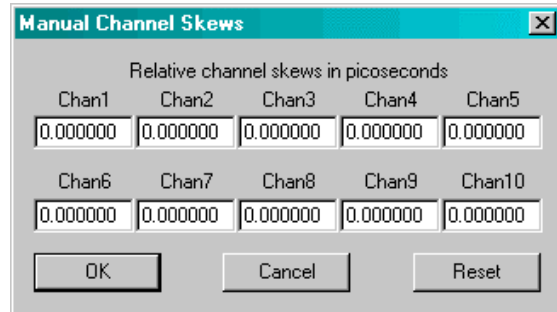 Manual Channel Skews
Relative channel skews in picoseconds
Chan1 Chan2 Chan3 Chan4 Chan5
0.000000 0.000000 0.000000 0.000000 0.000000
Chan6 Chan7 Chan8 Chan9 Chan10
0.000000 0.000000 0.000000 0.000000 0.000000
OK Cancel Reset